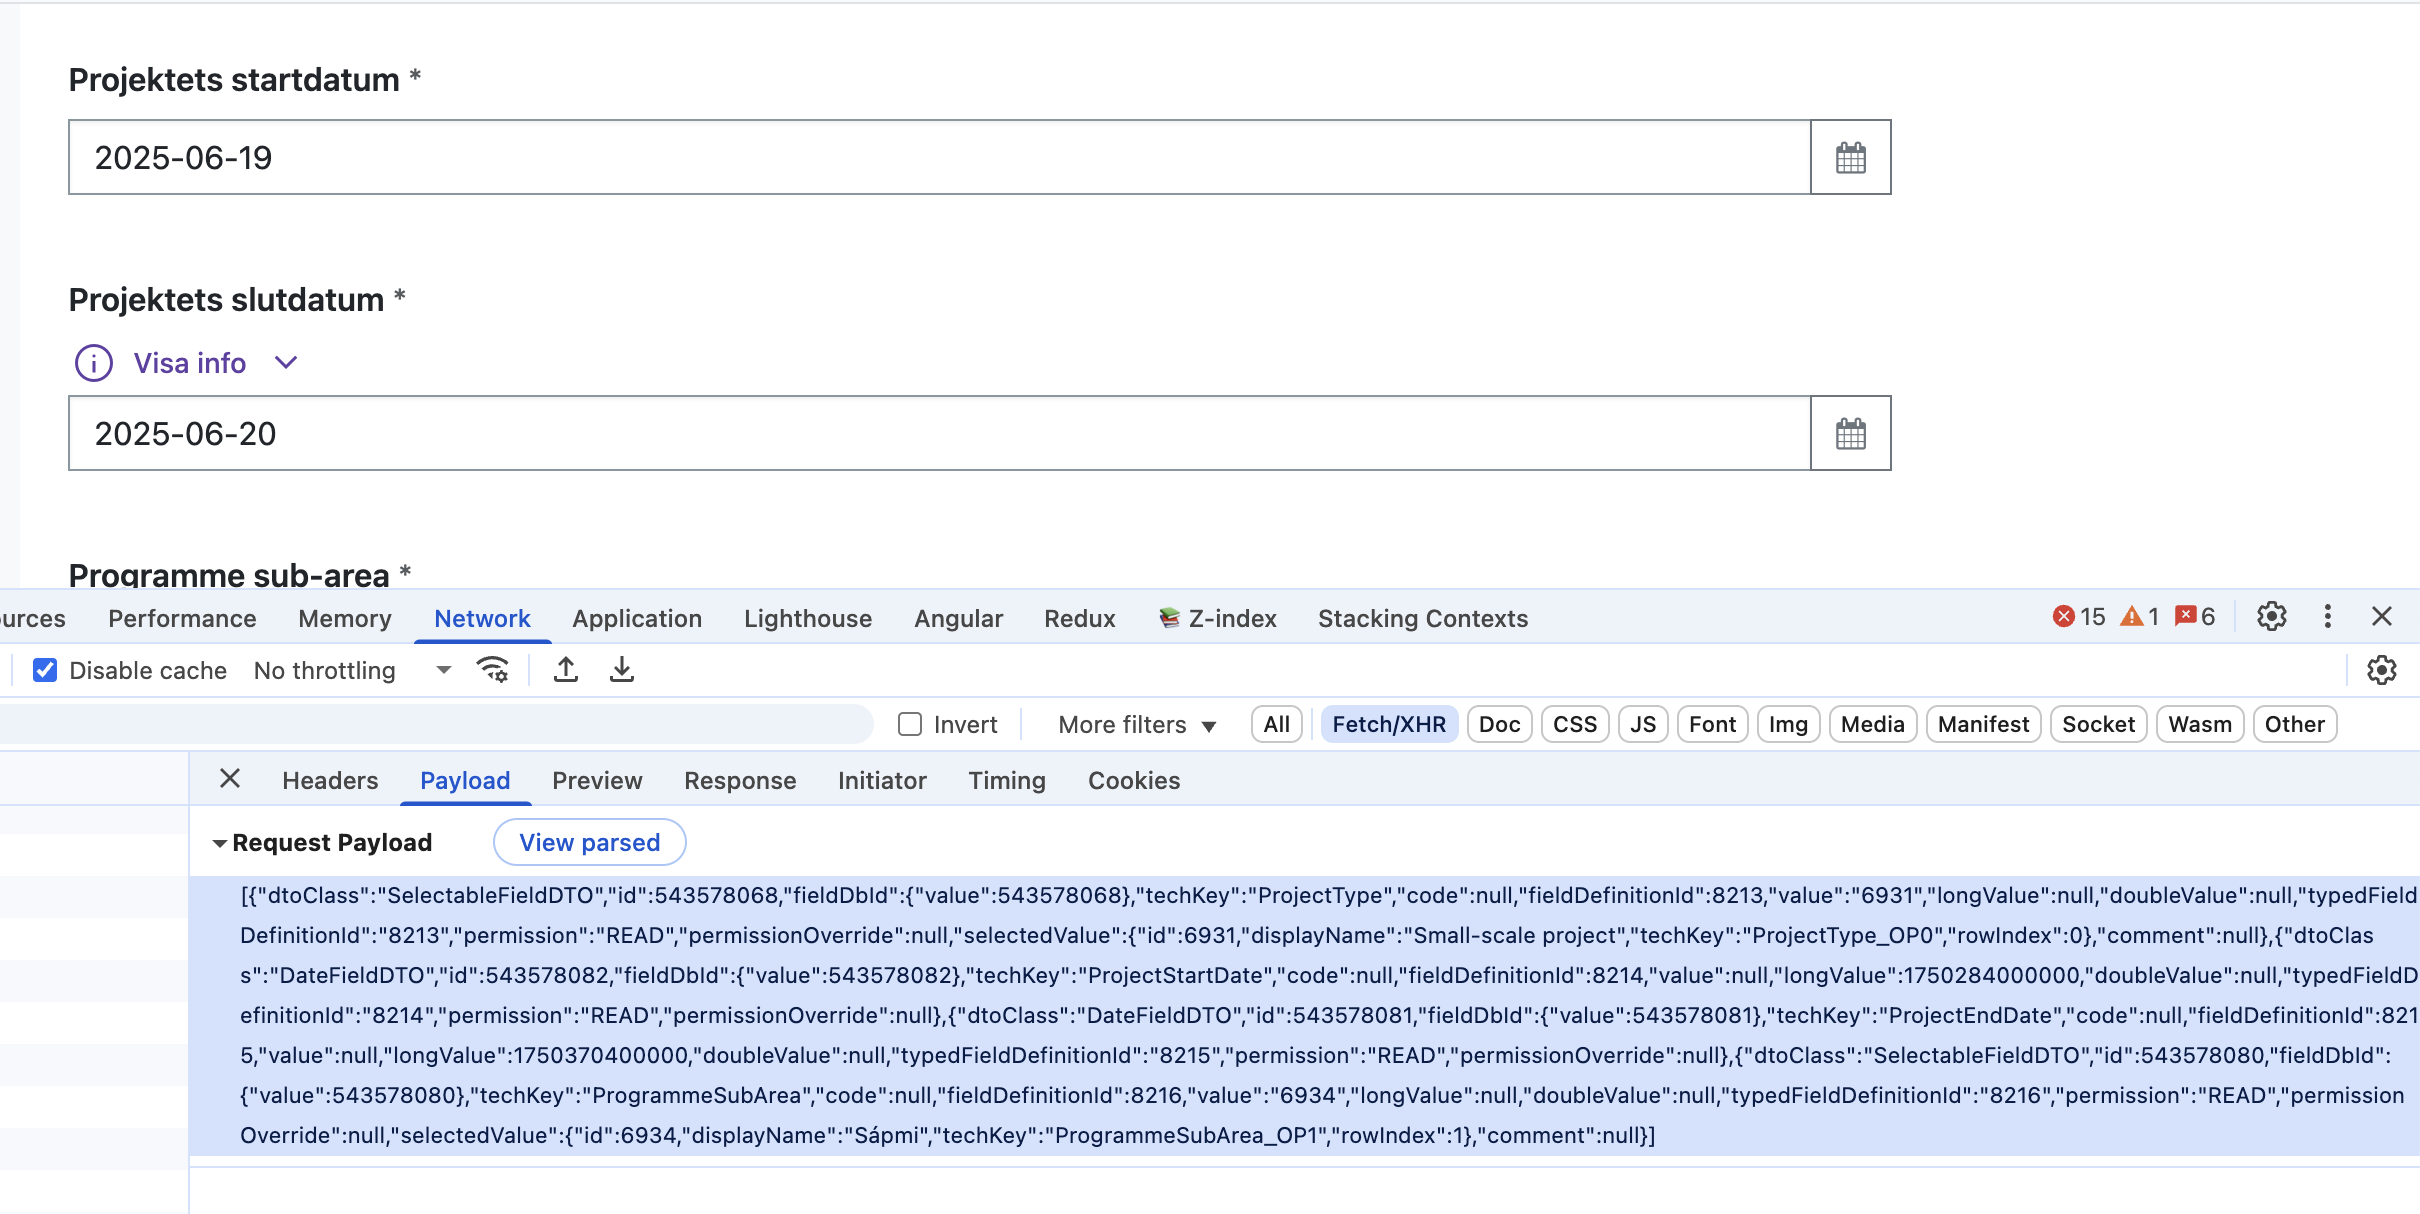 Projektets startdatum *
2025-06-19
Projektets slutdatum *
Visa info
2025-06-20
Programme sub-area *
urces Performance Memory Network Application Lighthouse Angular Redux Z-index Stacking Contexts 15 1 6
Disable cache No throttling
Invert More filters All Fetch/XHR Doc CSS JS Font Img Media Manifest Socket Wasm Other
Headers Payload Preview Response Initiator Timing Cookies
Request Payload View parsed
[{"dtoClass":"SelectableFieldDTO","id":543578068,"fieldDbId":{"value":543578068},"techKey":"ProjectType","code":null,"fieldDefinitionId":8213,"value":"6931","longValue":null,"doubleValue":null,"typedField
DefinitionId":"8213","permission":"READ","permissionOverride":null,"selectedValue":{"id":6931,"displayName":"Small-scale project","techKey":"ProjectType_OP0","rowIndex":0},"comment":null},{"dtoClas
s":"DateFieldDTO","id":543578082,"fieldDbId":{"value":543578082},"techKey":"ProjectStartDate","code":null,"fieldDefinitionId":8214,"value":null,"longValue":1750284000000,"doubleValue":null,"typedFieldD
efinitionId":"8214","permission":"READ","permissionOverride":null},{"dtoClass":"DateFieldDTO","id":543578081,"fieldDbId":{"value":543578081},"techKey":"ProjectEndDate","code":null,"fieldDefinitionId":821
5,"value":null,"longValue":1750370400000,"doubleValue":null,"typedFieldDefinitionId":"8215","permission":"READ","permissionOverride":null},{"dtoClass":"SelectableFieldDTO","id":543578080,"fieldDbId":
{"value":543578080},"techKey":"ProgrammeSubArea","code":null,"fieldDefinitionId":8216,"value":"6934","longValue":null,"doubleValue":null,"typedFieldDefinitionId":"8216","permission":"READ","permission
Override":null,"selectedValue":{"id":6934,"displayName":"Sápmi","techKey":"ProgrammeSubArea_OP1","rowIndex":1},"comment":null}]